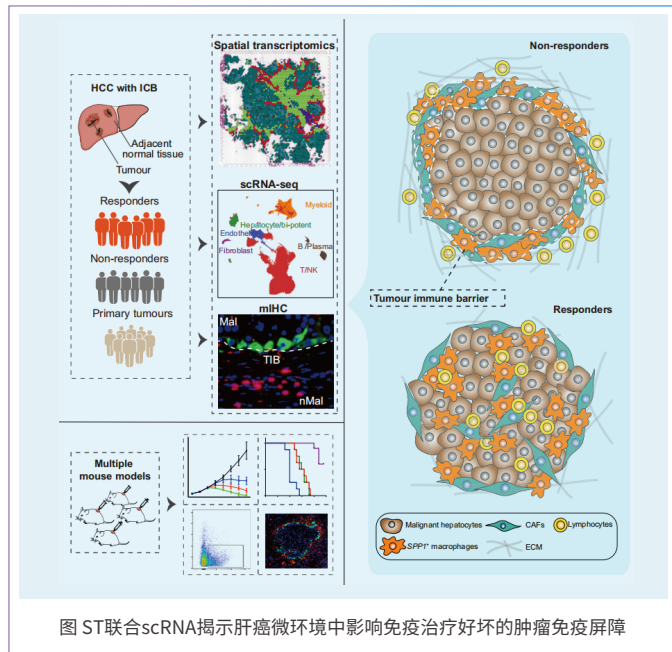 HCC with ICB
Adjacent
normal tissue
Tumour
Responders
Non-responders
Primary tumours
Spatial transcriptomics
scRNA-seq
Myeloid
Hepatocyte/bi-potent
Endothelial
Fibroblast
B /Plasma
T/NK
mIHC
Mal
TIB
nMal
Multiple
mouse models
Non-responders
Tumour immune barrier
Responders
Malignant hepatocytes
CAFs
Lymphocytes
SPP1⁺ macrophages
ECM
图 ST联合scRNA揭示肝癌微环境中影响免疫治疗好坏的肿瘤免疫屏障